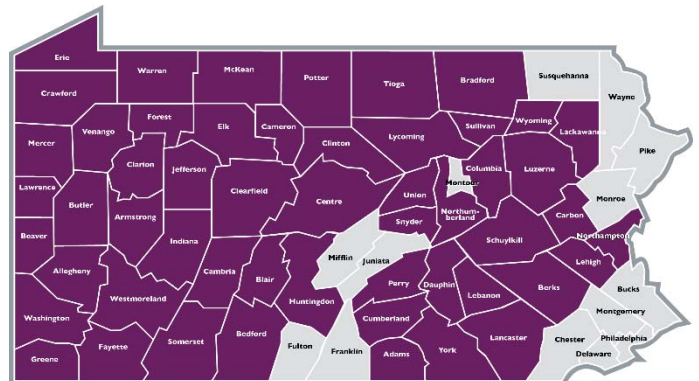 Erie
Warren
McKean
Potter
Tioga
Bradford
Susquehanna
Wayne
Crawford
Forest
Elk
Cameron
Clinton
Lycoming
Sullivan
Wyoming
Lackawanna
Pike
Mercer
Venango
Clarion
Jefferson
Clearfield
Centre
Union
Montour
Columbia
Luzerne
Monroe
Lawrence
Butler
Armstrong
Indiana
Snyder
Northum-
berland
Schuylkill
Carbon
Northampton
Beaver
Allegheny
Westmoreland
Cambria
Blair
Huntingdon
Mifflin
Juniata
Perry
Dauphin
Lebanon
Berks
Lehigh
Bucks
Washington
Greene
Fayette
Somerset
Bedford
Fulton
Franklin
Cumberland
Adams
York
Lancaster
Chester
Montgomery
Philadelphia
Delaware